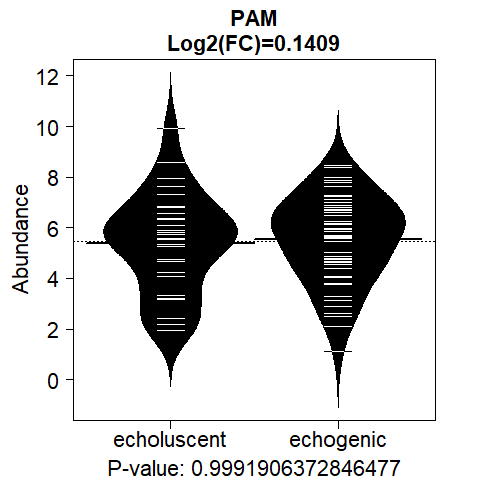 PAM
Log2(FC)=0.1409
Abundance
12
10
8
6
4
2
0
echoluscent echogenic
P-value: 0.9991906372846477